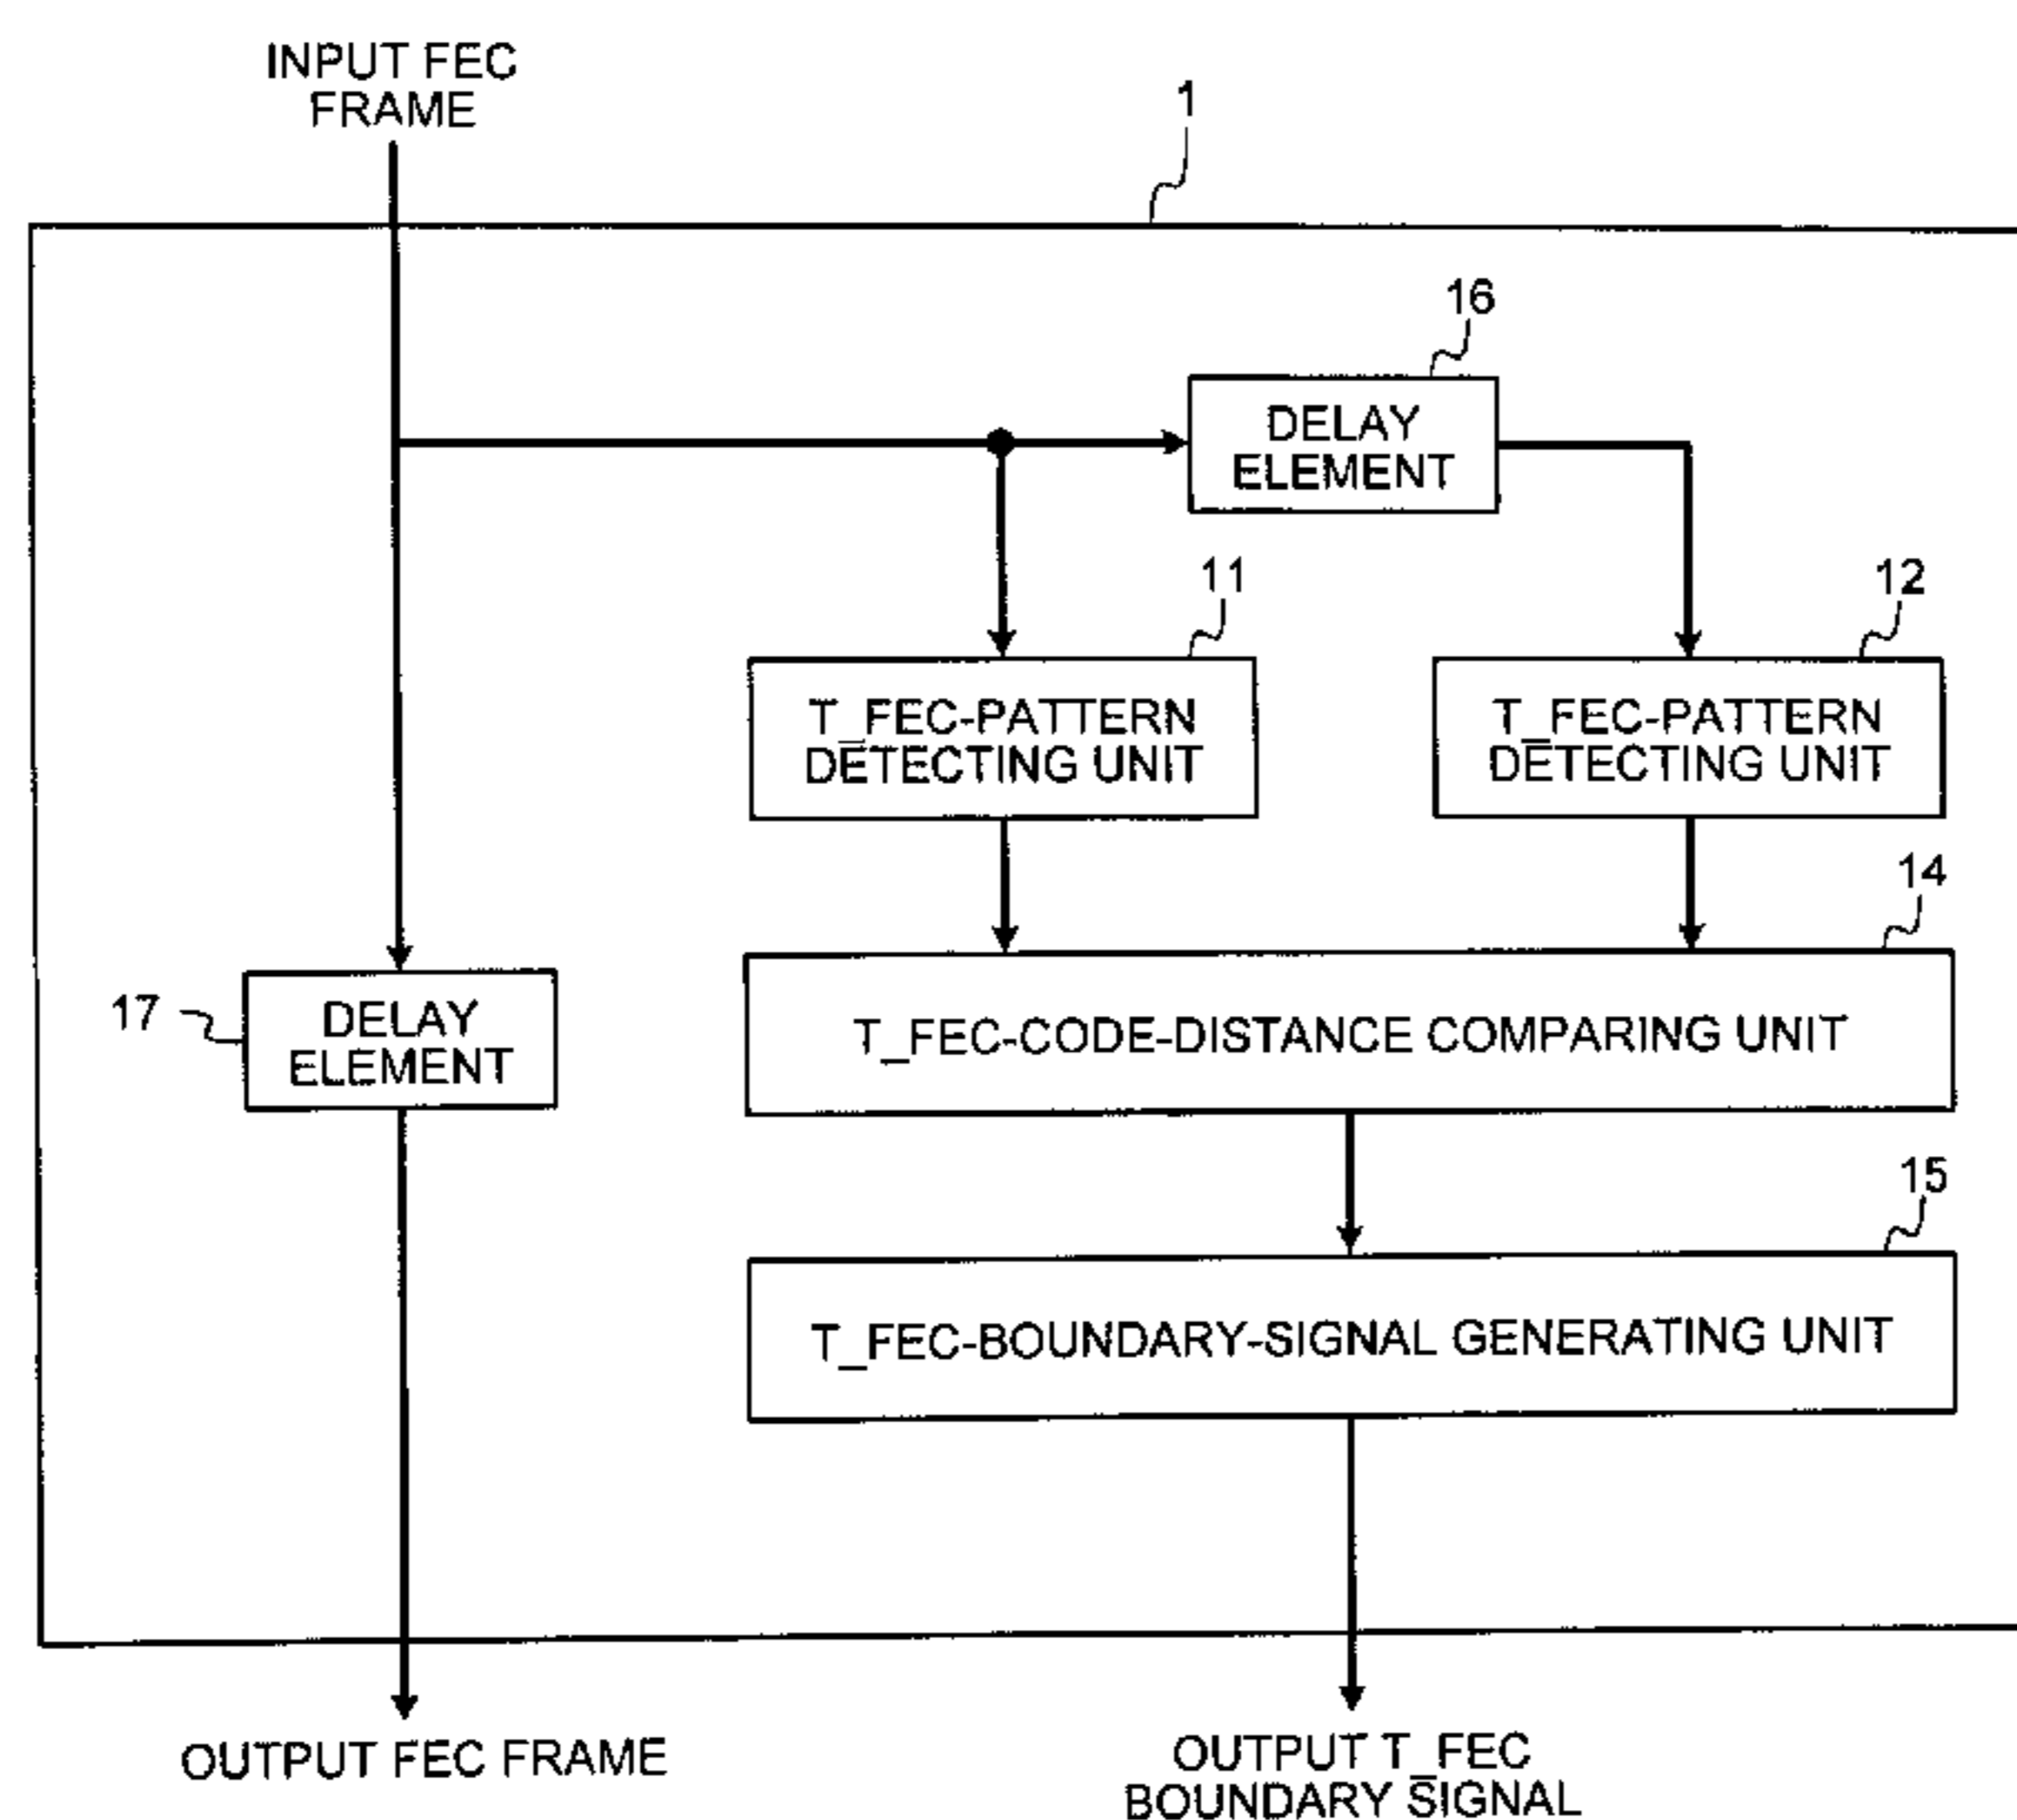 INPUT FEC
FRAME
1
16
DELAY
ELEMENT
11
12
T_FEC-PATTERN
DETECTING UNIT
T_FEC-PATTERN
DETECTING UNIT
14
17
DELAY
ELEMENT
T_FEC-CODE-DISTANCE COMPARING UNIT
15
T_FEC-BOUNDARY-SIGNAL GENERATING UNIT
OUTPUT FEC FRAME
OUTPUT T_FEC
BOUNDARY SIGNAL